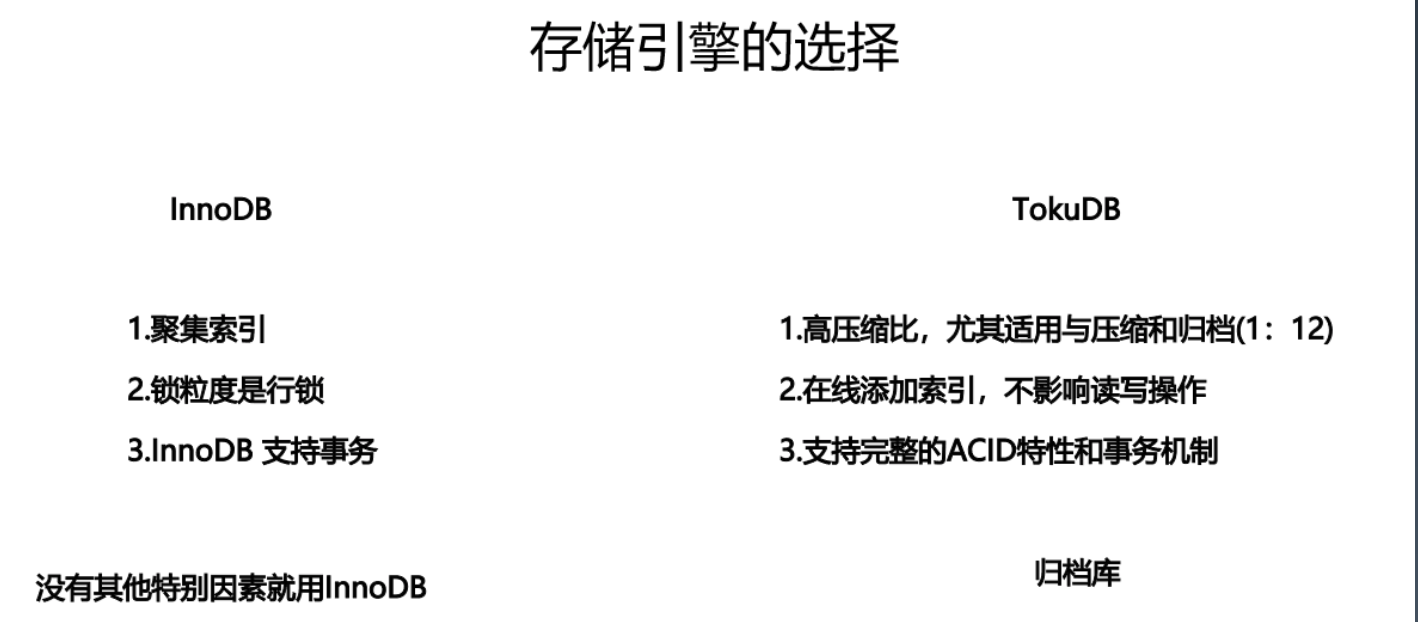 存储引擎的选择
InnoDB
1.聚集索引
2.锁粒度是行锁
3.InnoDB 支持事务
没有其他特别因素就用InnoDB
TokuDB
1.高压缩比，尤其适用与压缩和归档(1：12)
2.在线添加索引，不影响读写操作
3.支持完整的ACID特性和事务机制
归档库